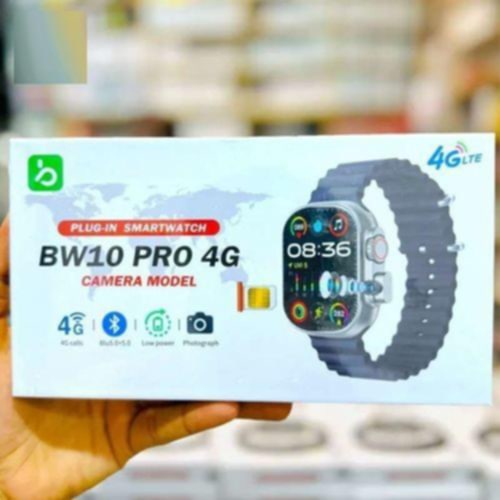 4G LTE
PLUG-IN SMARTWATCH
BW10 PRO 4G
CAMERA MODEL
08:36
4G
4G calls
Blu3.0+5.0
Low power
Photograph